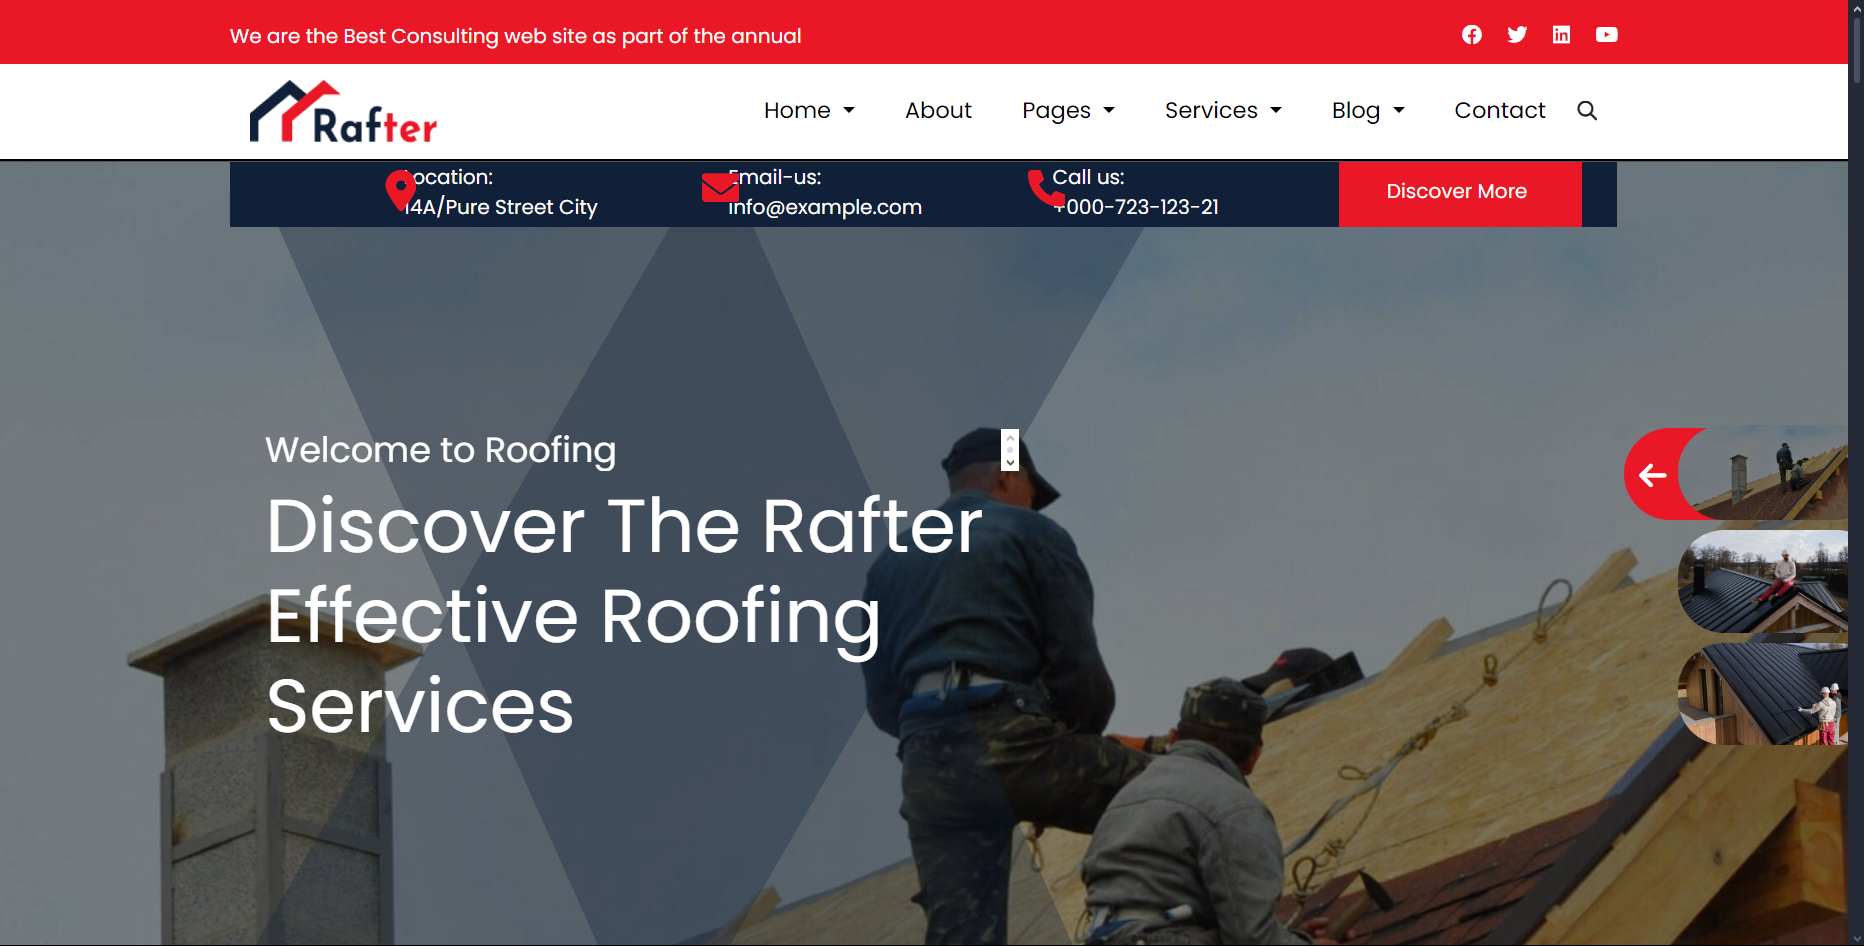 We are the Best Consulting web site as part of the annual
Rafter
Home
About
Pages
Services
Blog
Contact
Location:
14A/Pure Street City
Email-us:
info@example.com
Call us:
+000-723-123-21
Discover More
Welcome to Roofing
Discover The Rafter
Effective Roofing
Services